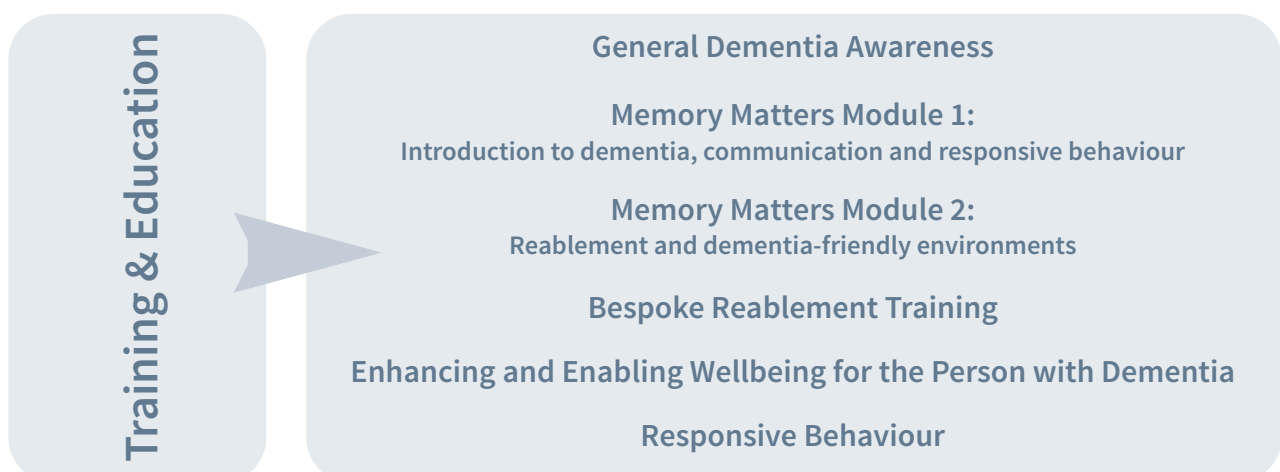 Training & Education
General Dementia Awareness
Memory Matters Module 1:
Introduction to dementia, communication and responsive behaviour
Memory Matters Module 2:
Reablement and dementia-friendly environments
Bespoke Reablement Training
Enhancing and Enabling Wellbeing for the Person with Dementia
Responsive Behaviour